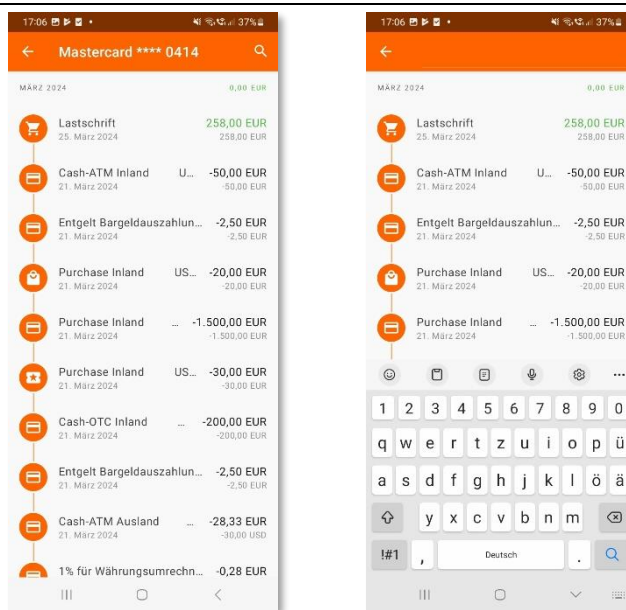 17:06 37%
Mastercard **** 0414
MÄRZ 2024 0,00 EUR
Lastschrift 258,00 EUR
25. März 2024 258,00 EUR
Cash-ATM Inland U... -50,00 EUR
21. März 2024 -50,00 EUR
Entgelt Bargeldauszahlun... -2,50 EUR
21. März 2024 -2,50 EUR
Purchase Inland US... -20,00 EUR
21. März 2024 -20,00 EUR
Purchase Inland ... -1.500,00 EUR
21. März 2024 -1.500,00 EUR
Purchase Inland US... -30,00 EUR
21. März 2024 -30,00 EUR
Cash-OTC Inland ... -200,00 EUR
21. März 2024 -200,00 EUR
Entgelt Bargeldauszahlun... -2,50 EUR
21. März 2024 -2,50 EUR
Cash-ATM Ausland ... -28,33 EUR
21. März 2024 -30,00 USD
1% für Währungsumrechn... -0,28 EUR
17:06 37%
MÄRZ 2024 0,00 EUR
Lastschrift 258,00 EUR
25. März 2024 258,00 EUR
Cash-ATM Inland U... -50,00 EUR
21. März 2024 -50,00 EUR
Entgelt Bargeldauszahlun... -2,50 EUR
21. März 2024 -2,50 EUR
Purchase Inland US... -20,00 EUR
21. März 2024 -20,00 EUR
Purchase Inland ... -1.500,00 EUR
21. März 2024 -1.500,00 EUR
1 2 3 4 5 6 7 8 9 0
q w e r t z u i o p ü
a s d f g h j k l ö ä
y x c v b n m
!#1 , Deutsch .